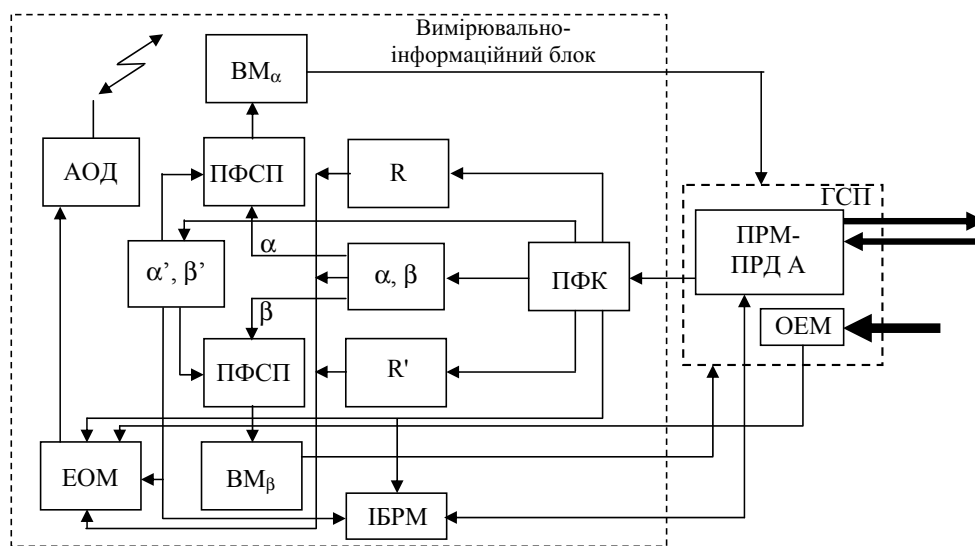 Вимірювально-
інформаційний блок
ВМα
АОД
ПФСП
R
ГСП
ПРМ-
ПРД А
α
α’, β’
α, β
ПФК
ОЕМ
β
ПФСП
R'
ЕОМ
ВМβ
ІБРМ